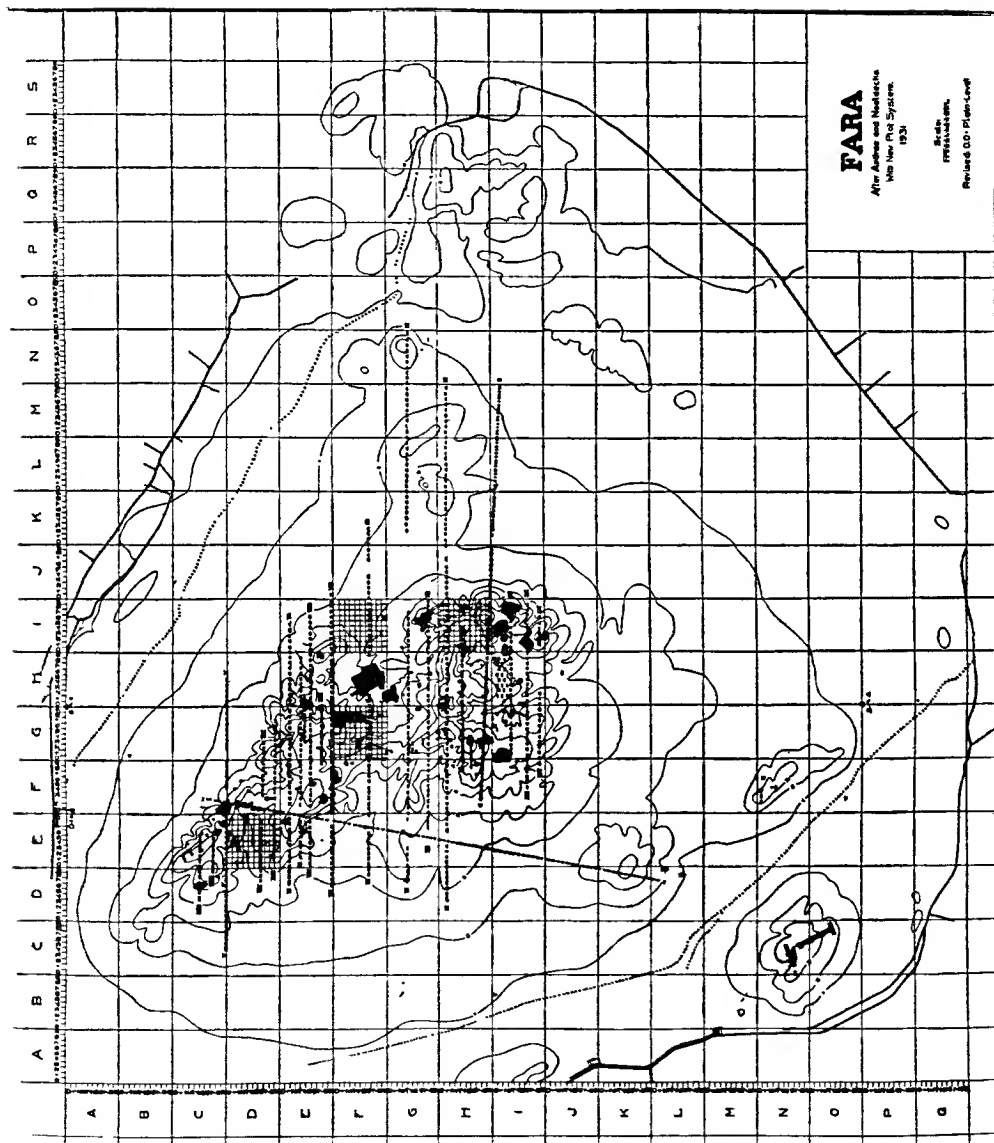 FARA
After Andrae and Noeldecke
With New Plot System.
1931
Scale:
Revised 0.0 = Plain-Level
S
R
Q
P
O
N
M
L
K
J
I
H
G
F
E
D
C
B
A
A
B
C
D
E
F
G
H
I
J
K
L
M
N
O
P
Q